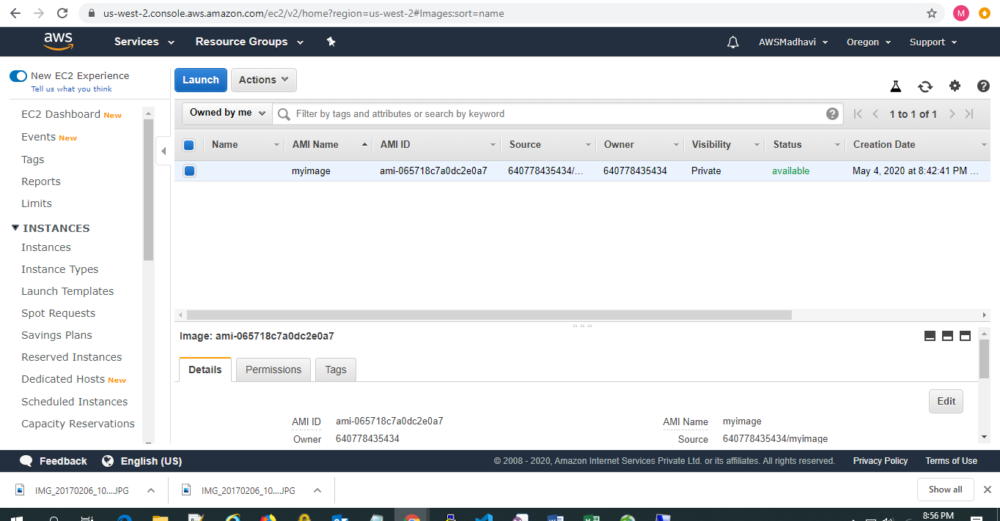 us-west-2.console.aws.amazon.com/ec2/v2/home?region=us-west-2#Images:sort=name
M
aws Services Resource Groups AWSMadhavi Oregon Support
New EC2 Experience
Tell us what you think
EC2 Dashboard New
Events New
Tags
Reports
Limits
INSTANCES
Instances
Instance Types
Launch Templates
Spot Requests
Savings Plans
Reserved Instances
Dedicated Hosts New
Scheduled Instances
Capacity Reservations
Launch Actions
Owned by me Filter by tags and attributes or search by keyword 1 to 1 of 1
Name AMI Name AMI ID Source Owner Visibility Status Creation Date
myimage ami-065718c7a0dc2e0a7 640778435434/... 640778435434 Private available May 4, 2020 at 8:42:41 PM ...
Image: ami-065718c7a0dc2e0a7
Details Permissions Tags
Edit
AMI ID ami-065718c7a0dc2e0a7 AMI Name myimage
Owner 640778435434 Source 640778435434/myimage
Feedback English (US) © 2008 - 2020, Amazon Internet Services Private Ltd. or its affiliates. All rights reserved. Privacy Policy Terms of Use
IMG_20170206_10....JPG IMG_20170206_10....JPG Show all
8:56 PM